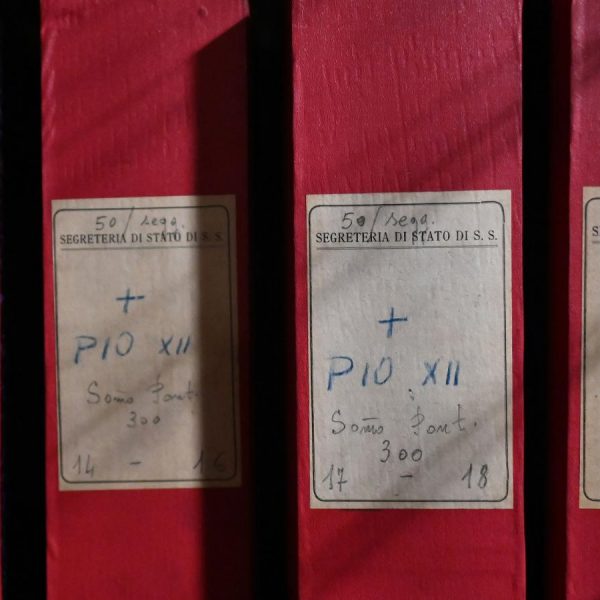 50/segg.
SEGRETERIA DI STATO DI S. S.
+
PIO XII
Somo Pont.
300
14 - 16
50/segg.
SEGRETERIA DI STATO DI S. S.
+
PIO XII
Somo Pont.
300
17 - 18
S